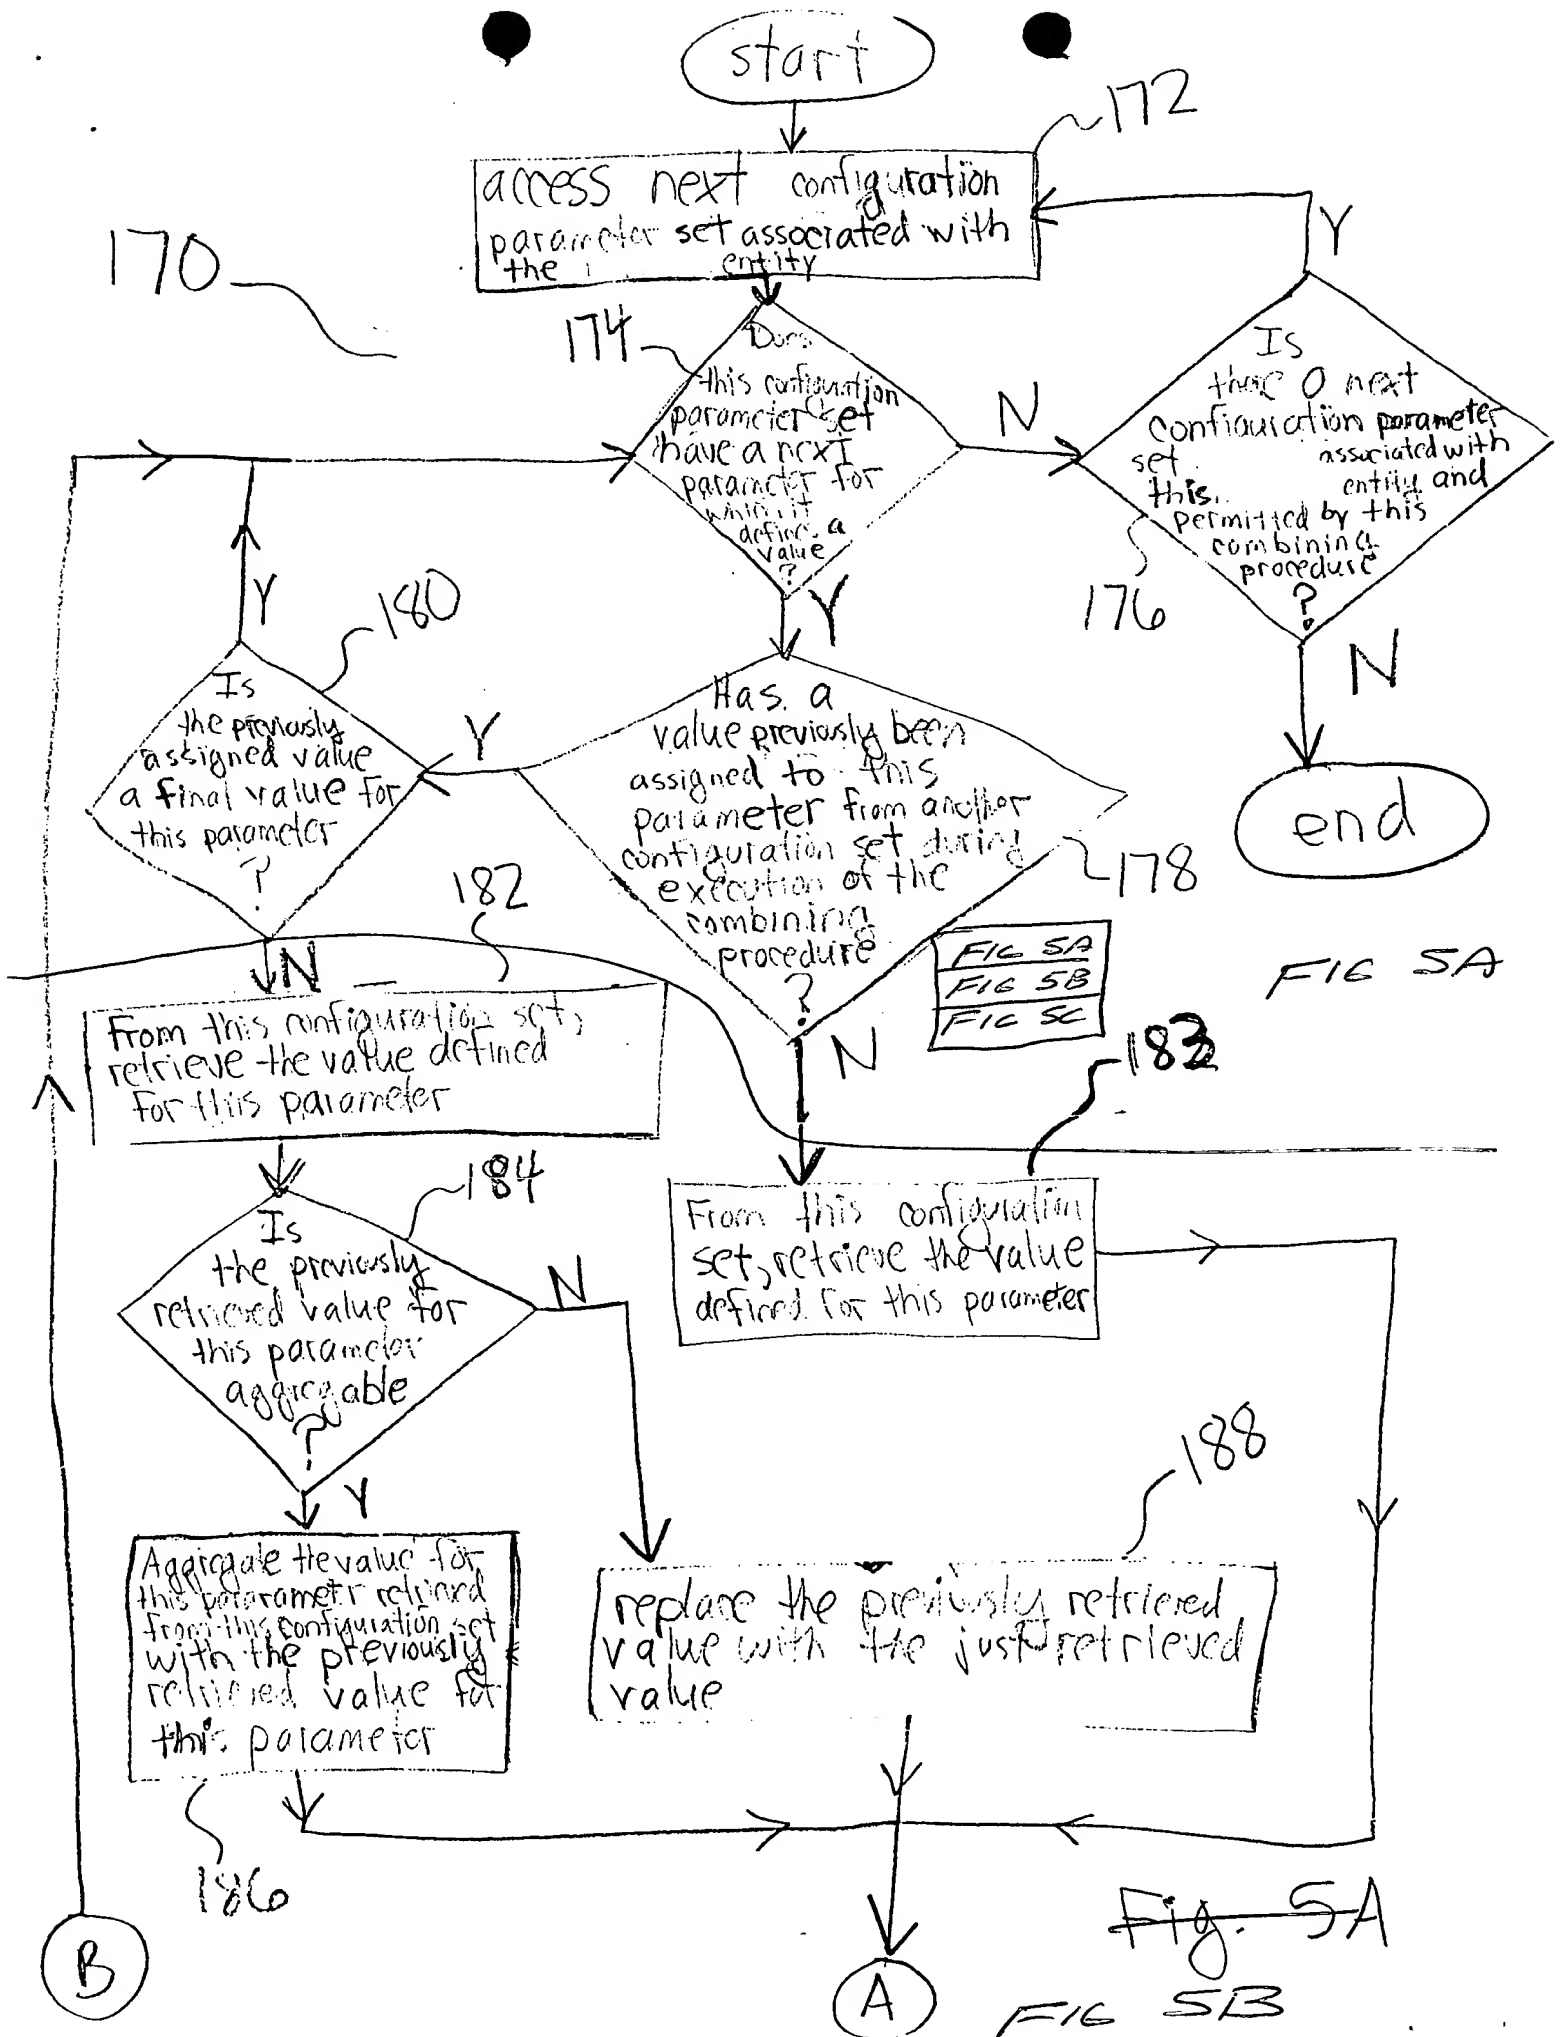 start
172
access next configuration
parameter set associated with
the entity
170
174
Does
this configuration
parameter set
have a next
parameter for
which it
defines a
value
?
N
Y
Is
there a next
configuration parameter
set associated with
this entity and
permitted by this
combining
procedure
?
176
Y
N
end
Y
180
Is
the previously
assigned value
a final value for
this parameter
?
Y
Has a
value previously been
assigned to this
parameter from another
configuration set during
execution of the
combining
procedure
?
178
N
FIG 5A
FIG 5B
FIG 5C
FIG 5A
182
N
From this configuration set,
retrieve the value defined
for this parameter
183
184
Is
the previously
retrieved value for
this parameter
aggregable
?
N
Y
From this configuration
set, retrieve the value
defined for this parameter
188
Aggregate the value for
this pararameter retrieved
from this configuration set
with the previously
retrieved value for
this parameter
replace the previously retrieved
value with the just retrieved
value
186
B
A
Fig. 5A
FIG 5B